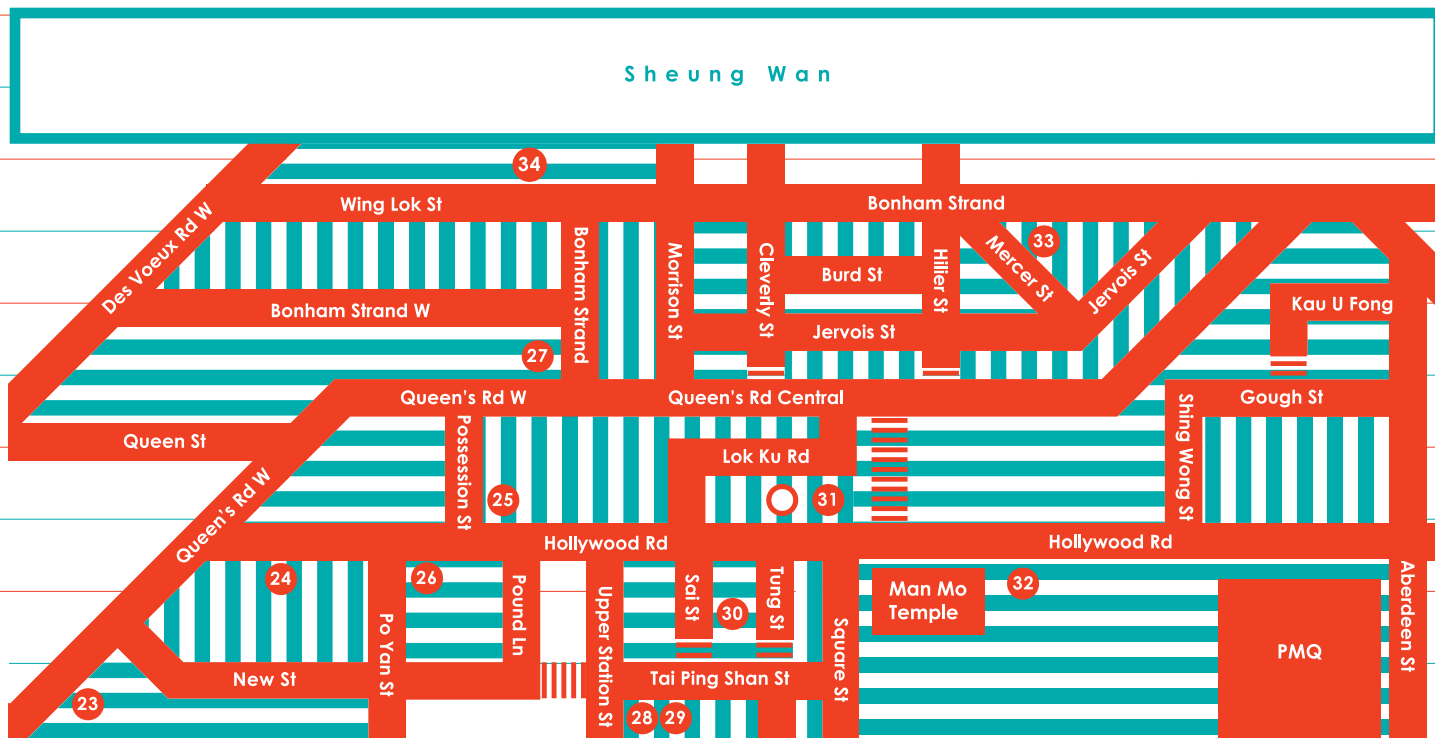 Sheung Wan
34
Wing Lok St
Bonham Strand
Des Voeux Rd W
Bonham Strand
Morrison St
Cleverly St
Hilier St
Mercer St
33
Jervois St
Burd St
Kau U Fong
Bonham Strand W
Jervois St
27
Queen's Rd W
Queen's Rd Central
Gough St
Queen St
Possession St
Lok Ku Rd
Shing Wong St
Queen's Rd W
25
31
Hollywood Rd
Hollywood Rd
24
26
Pound Ln
Upper Station St
Sai St
Tung St
30
Man Mo
Temple
32
Aberdeen St
Po Yan St
Square St
PMQ
New St
Tai Ping Shan St
23
28
29